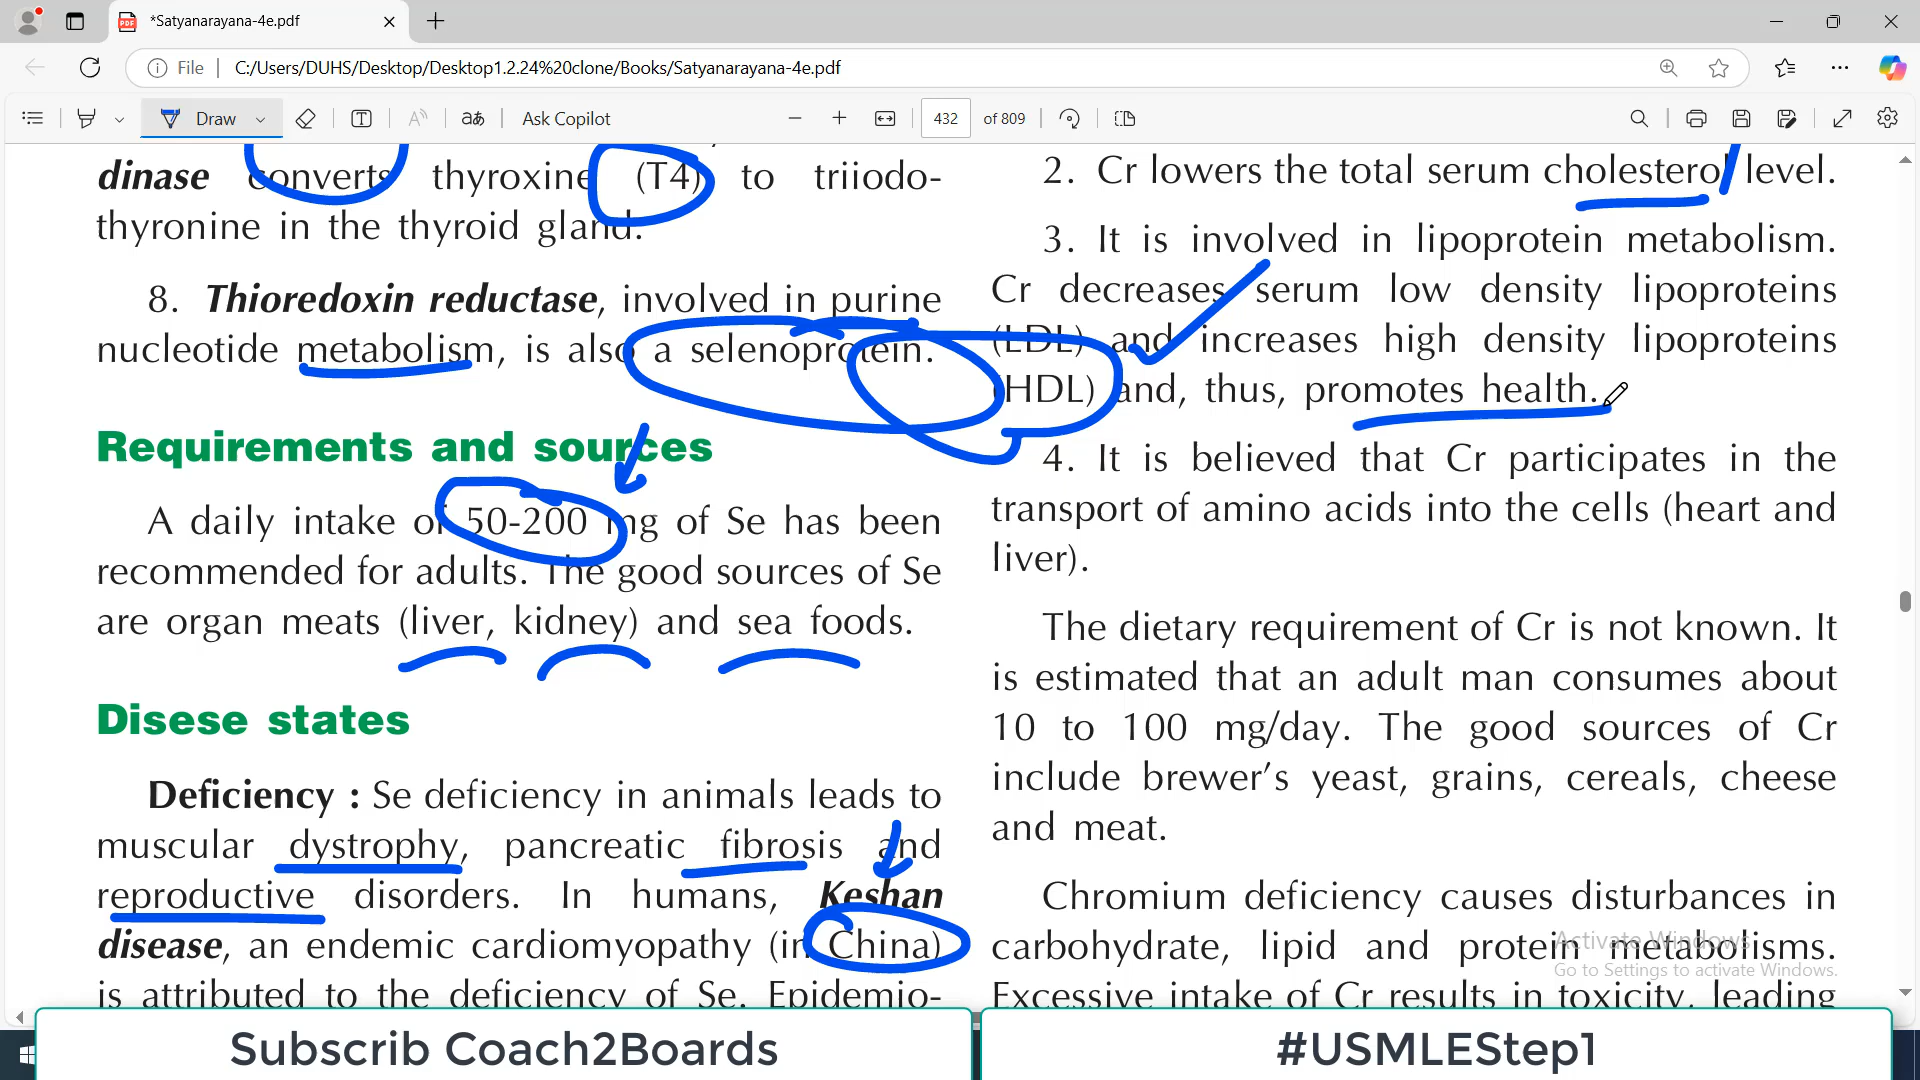 *Satyanarayana-4e.pdf
File
C:/Users/DUHS/Desktop/Desktop1.2.24%20clone/Books/Satyanarayana-4e.pdf
Draw
Ask Copilot
432 of 809
dinase converts thyroxine (T4) to triiodo-
thyronine in the thyroid gland.
8. Thioredoxin reductase, involved in purine
nucleotide metabolism, is also a selenoprotein.
Requirements and sources
A daily intake of 50-200 mg of Se has been
recommended for adults. The good sources of Se
are organ meats (liver, kidney) and sea foods.
Disese states
Deficiency : Se deficiency in animals leads to
muscular dystrophy, pancreatic fibrosis and
reproductive disorders. In humans, Keshan
disease, an endemic cardiomyopathy (in China)
is attributed to the deficiency of Se. Epidemio-
2. Cr lowers the total serum cholesterol level.
3. It is involved in lipoprotein metabolism.
Cr decreases serum low density lipoproteins
(LDL) and increases high density lipoproteins
(HDL) and, thus, promotes health.
4. It is believed that Cr participates in the
transport of amino acids into the cells (heart and
liver).
The dietary requirement of Cr is not known. It
is estimated that an adult man consumes about
10 to 100 mg/day. The good sources of Cr
include brewer's yeast, grains, cereals, cheese
and meat.
Chromium deficiency causes disturbances in
carbohydrate, lipid and protein metabolisms.
Excessive intake of Cr results in toxicity, leading
Activate Windows
Go to Settings to activate Windows.
Subscrib Coach2Boards
#USMLEStep1